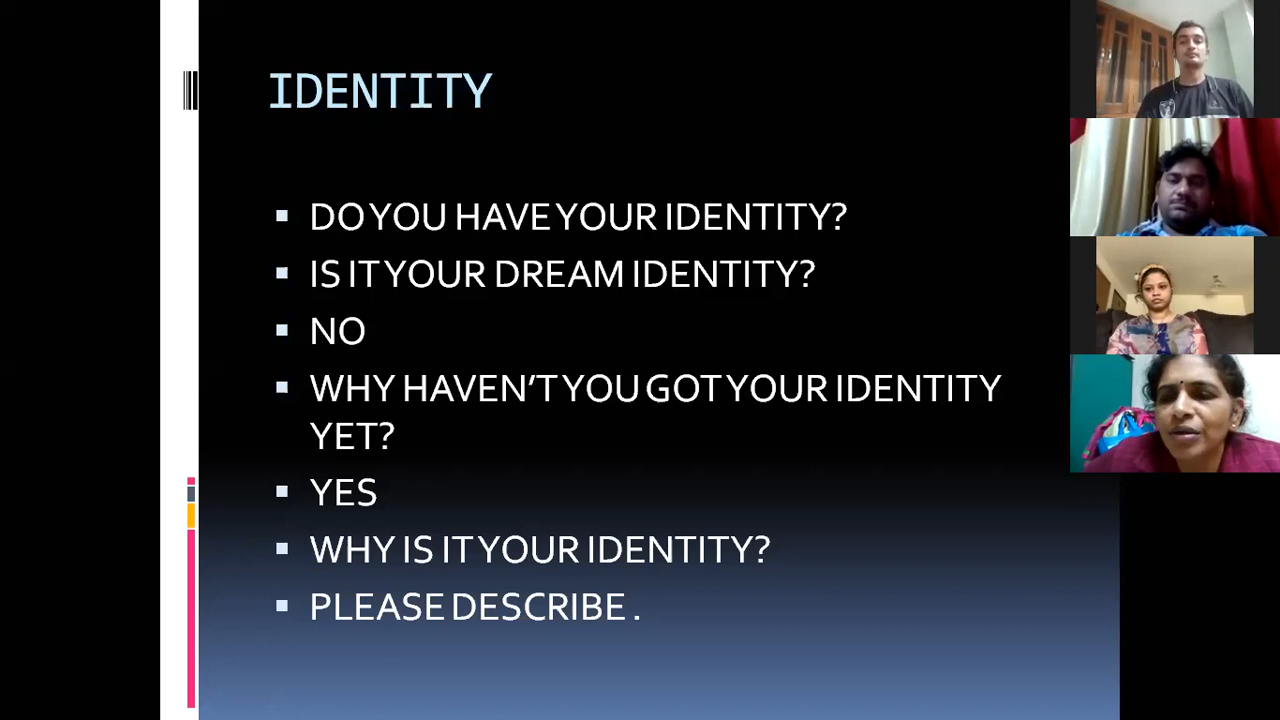 IDENTITY
DO YOU HAVE YOUR IDENTITY?
IS IT YOUR DREAM IDENTITY?
NO
WHY HAVEN'T YOU GOT YOUR IDENTITY
YET?
YES
WHY IS IT YOUR IDENTITY?
PLEASE DESCRIBE .